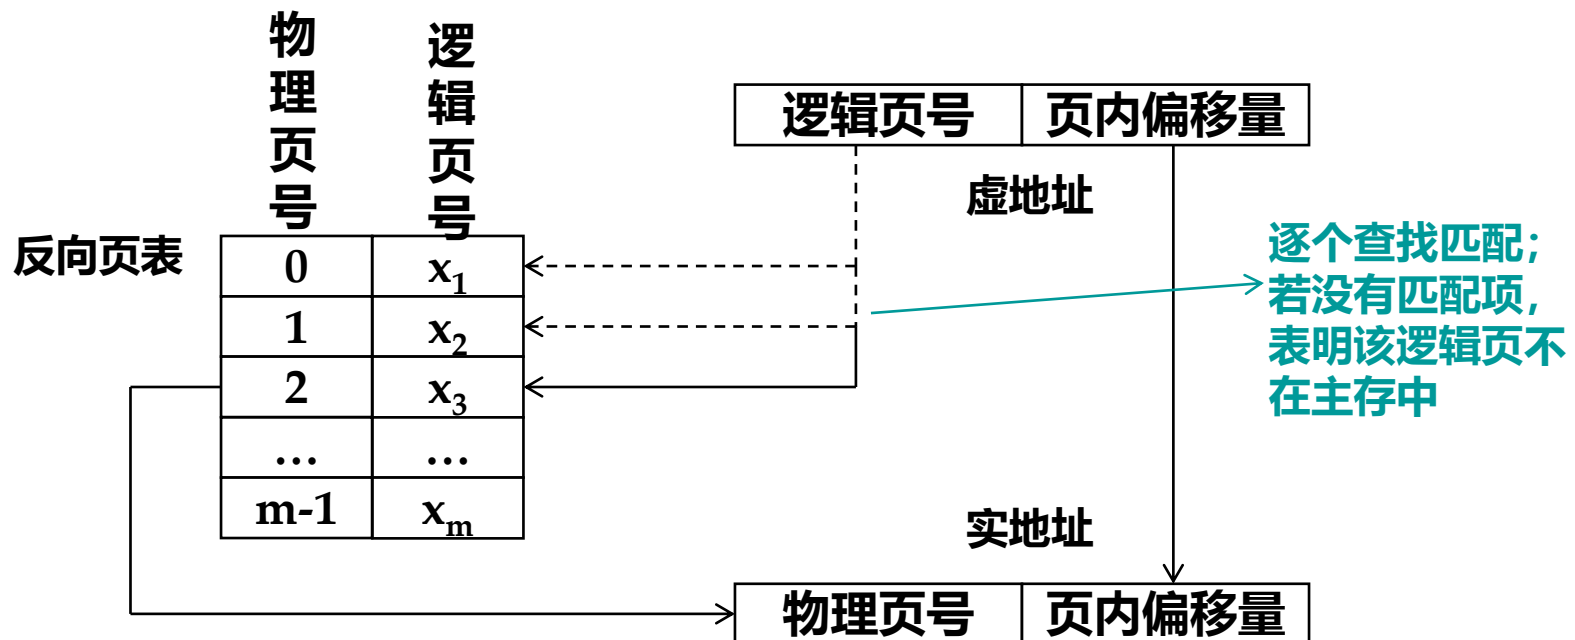 物理页号
逻辑页号
逻辑页号 页内偏移量
虚地址
反向页表
0 x1
1 x2
2 x3
... ...
m-1 xm
逐个查找匹配；
若没有匹配项，
表明该逻辑页不
在主存中
实地址
物理页号 页内偏移量